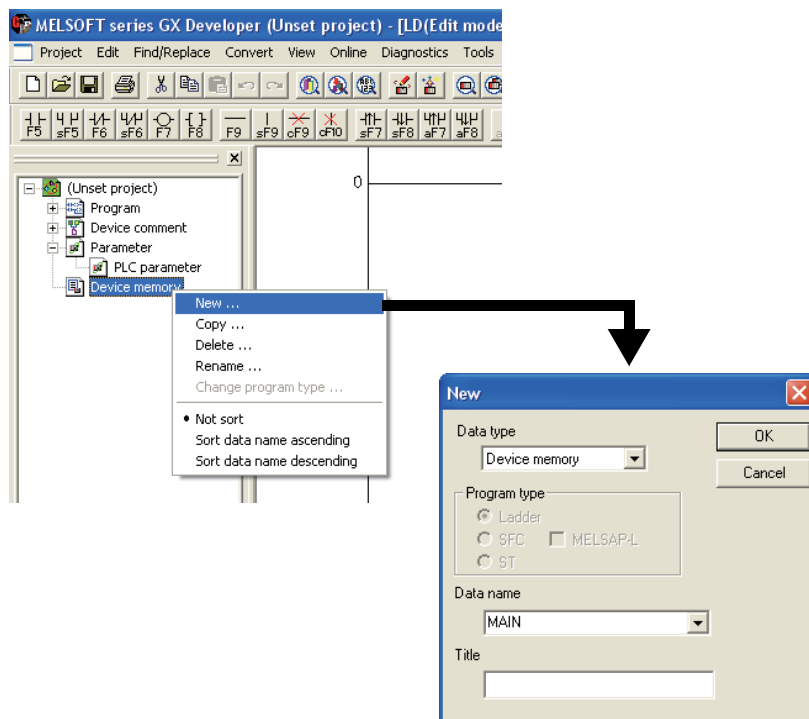 MELSOFT series GX Developer (Unset project) - [LD(Edit mode
Project Edit Find/Replace Convert View Online Diagnostics Tools
F5 sF5 F6 sF6 F7 F8 F9 sF9 cF9 cF10 sF7 sF8 aF7 aF8
(Unset project)
Program
Device comment
Parameter
PLC parameter
Device memory
0
New ...
Copy ...
Delete ...
Rename ...
Change program type ...
• Not sort
Sort data name ascending
Sort data name descending
New
Data type
Device memory
OK
Cancel
Program type
Ladder
SFC MELSAP-L
ST
Data name
MAIN
Title